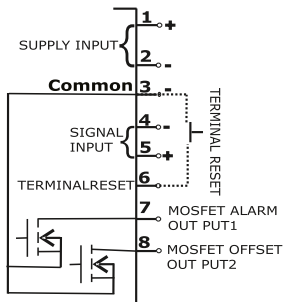 1 +
SUPPLY INPUT
2 -
Common 3 -
4 -
SIGNAL
INPUT
5 +
TERMINALRESET 6
TERMINAL RESET
7 MOSFET ALARM
OUT PUT1
8 MOSFET OFFSET
OUT PUT2